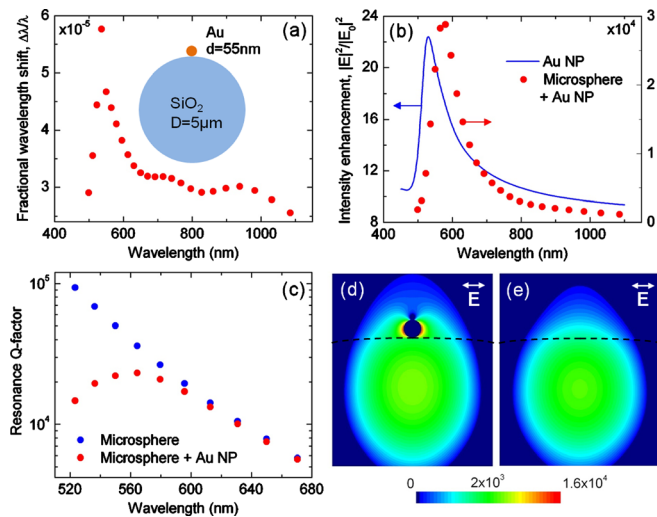 x10⁻⁵
(a)
Au
d=55nm
SiO₂
D=5µm
Fractional wavelength shift, Δλ/λ
5
4
3
400 600 800 1000
Wavelength (nm)
x10⁴
(b)
Au NP
Microsphere
+ Au NP
Intensity enhancement, |E|²/|E₀|²
24
20
16
12
8
3
2
1
0
400 600 800 1000
Wavelength (nm)
(c)
Resonance Q-factor
10⁵
10⁴
Microsphere
Microsphere + Au NP
520 560 600 640 680
Wavelength (nm)
(d)
E
(e)
E
0 2x10³ 1.6x10⁴